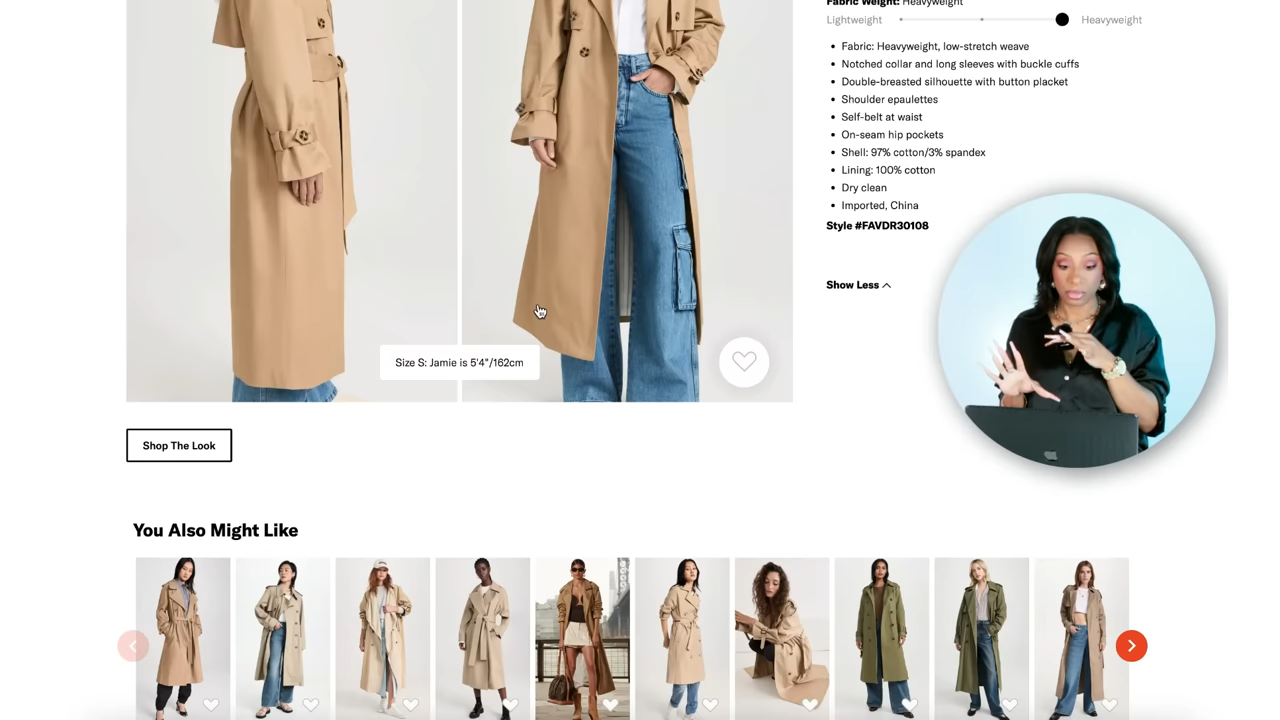 Fabric Weight: Heavyweight
Lightweight Heavyweight
Fabric: Heavyweight, low-stretch weave
Notched collar and long sleeves with buckle cuffs
Double-breasted silhouette with button placket
Shoulder epaulettes
Self-belt at waist
On-seam hip pockets
Shell: 97% cotton/3% spandex
Lining: 100% cotton
Dry clean
Imported, China
Style #FAVDR30108
Show Less
Size S: Jamie is 5'4"/162cm
Shop The Look
You Also Might Like